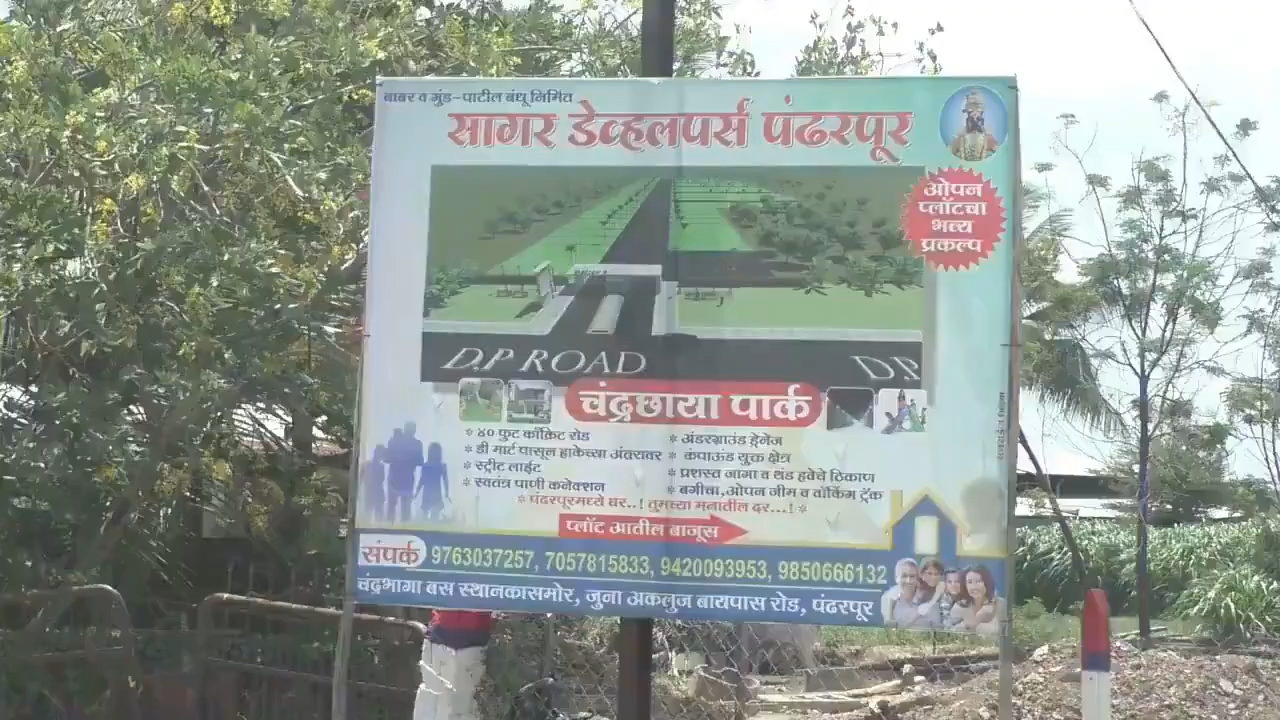 बाबर व गुंड-पाटील बंधू निर्मित
सागर डेव्हलपर्स पंढरपूर
ओपन
प्लॉटचा
भव्य
प्रकल्प
D.P ROAD
D.P
चंद्रछाया पार्क
* ४० फुट काँक्रिट रोड
* डी मार्ट पासून हाकेच्या अंतरावर
* स्ट्रीट लाईट
* स्वतंत्र पाणी कनेक्शन
* अंडरग्राउंड ड्रेनेज
* कंपाऊंड युक्त क्षेत्र
* प्रशस्त जागा व थंड हवेचे ठिकाण
* बगीचा,ओपन जीम व वॉकिंग ट्रॅक
* पंढरपूरमध्ये घर..! तुमच्या मनातील दर...! *
प्लॉट आतील बाजुस
संपर्क 9763037257, 7057815833, 9420093953, 9850666132
चंद्रभागा बस स्थानकासमोर, जुना अकलुज बायपास रोड, पंढरपूर